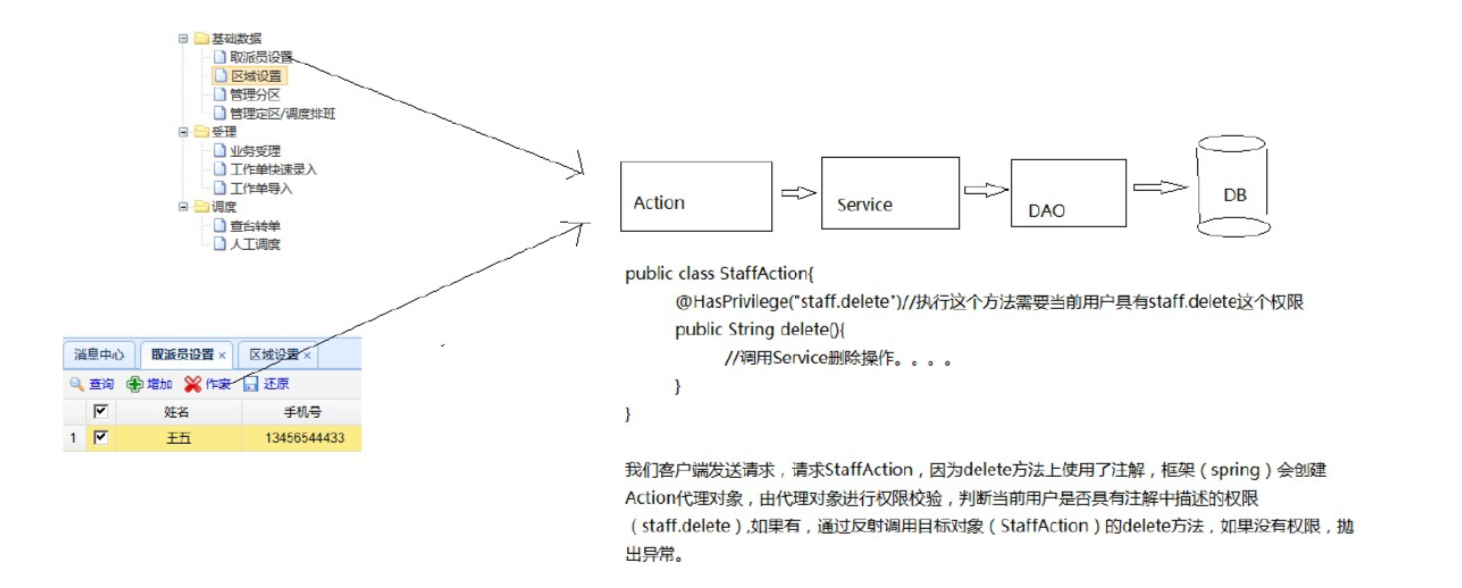 基础数据
取派员设置
区域设置
管理分区
管理定区/调度排班
受理
业务受理
工作单快速录入
工作单导入
调度
查台转单
人工调度
Action
Service
DAO
DB
public class StaffAction{
@HasPrivilege("staff.delete")//执行这个方法需要当前用户具有staff.delete这个权限
public String delete(){
//调用Service删除操作。。。。
}
}
消息中心 取派员设置 × 区域设置 ×
查询 增加 作废 还原
姓名 手机号
1 王五 13456544433
我们客户端发送请求，请求StaffAction，因为delete方法上使用了注解，框架（spring）会创建
Action代理对象，由代理对象进行权限校验，判断当前用户是否具有注解中描述的权限
（staff.delete）,如果有，通过反射调用目标对象（StaffAction）的delete方法，如果没有权限，抛
出异常。